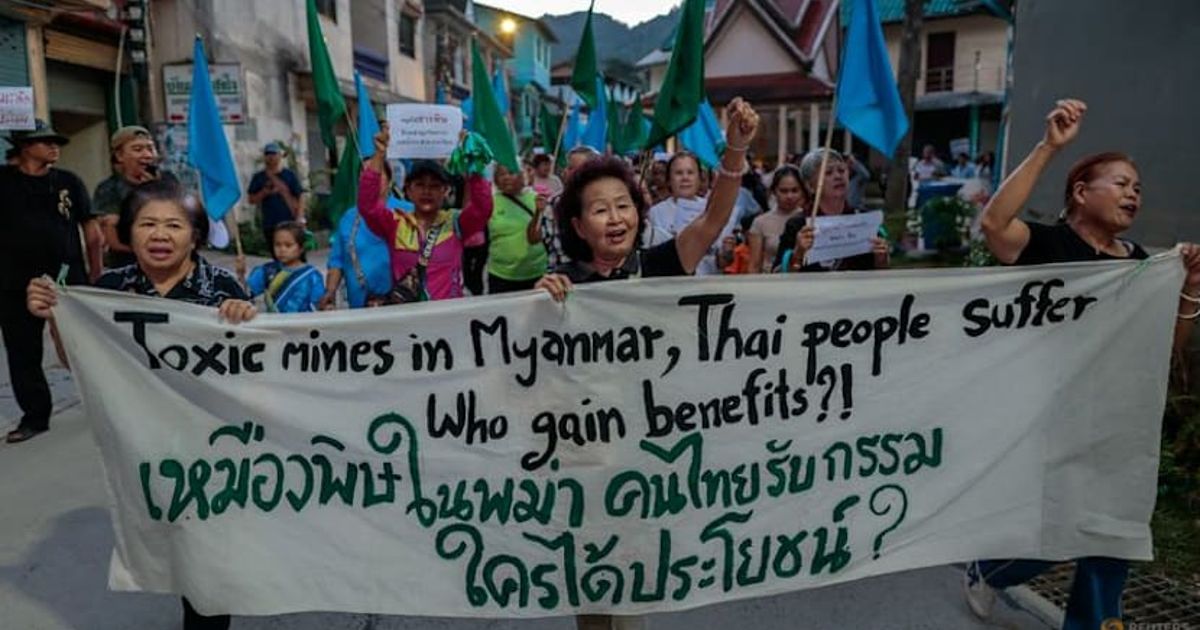 Toxic mines in Myanmar, Thai people suffer
Who gain benefits?!
เหมืองพิษในพม่า คนไทยรับกรรม
ใครได้ประโยชน์?
REUTERS